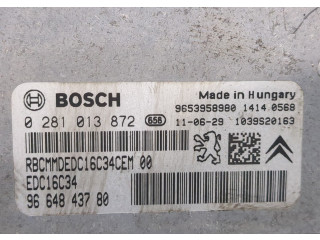 BOSCH
Made in Hungary
9653958980 1414 0568
0 281 013 872 656 11-06-29 1039S20163
RBCMMDEDC16C34CEM 00
EDC16C34
96 648 437 80